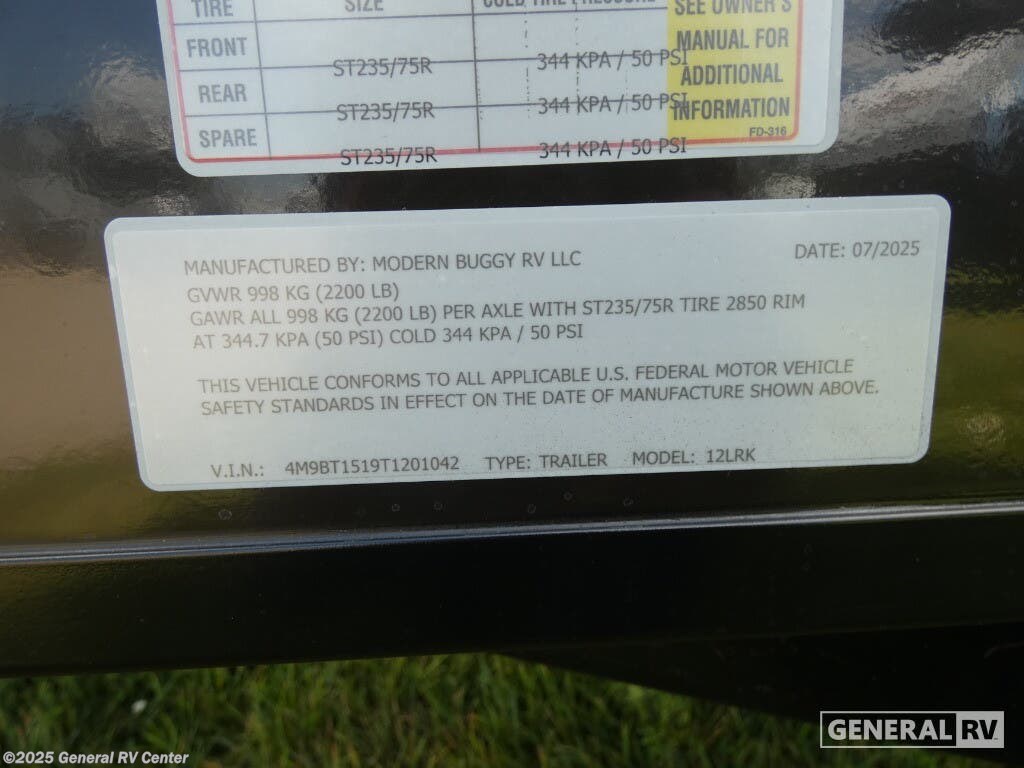 TIRE SIZE COLD TIRE PRESSURE SEE OWNER'S
FRONT ST235/75R 344 KPA / 50 PSI MANUAL FOR
REAR ST235/75R 344 KPA / 50 PSI ADDITIONAL
INFORMATION
SPARE ST235/75R 344 KPA / 50 PSI FD-316
MANUFACTURED BY: MODERN BUGGY RV LLC DATE: 07/2025
GVWR 998 KG (2200 LB)
GAWR ALL 998 KG (2200 LB) PER AXLE WITH ST235/75R TIRE 2850 RIM
AT 344.7 KPA (50 PSI) COLD 344 KPA / 50 PSI
THIS VEHICLE CONFORMS TO ALL APPLICABLE U.S. FEDERAL MOTOR VEHICLE
SAFETY STANDARDS IN EFFECT ON THE DATE OF MANUFACTURE SHOWN ABOVE.
V.I.N.: 4M9BT1519T1201042 TYPE: TRAILER MODEL: 12LRK
GENERAL RV
©2025 General RV Center